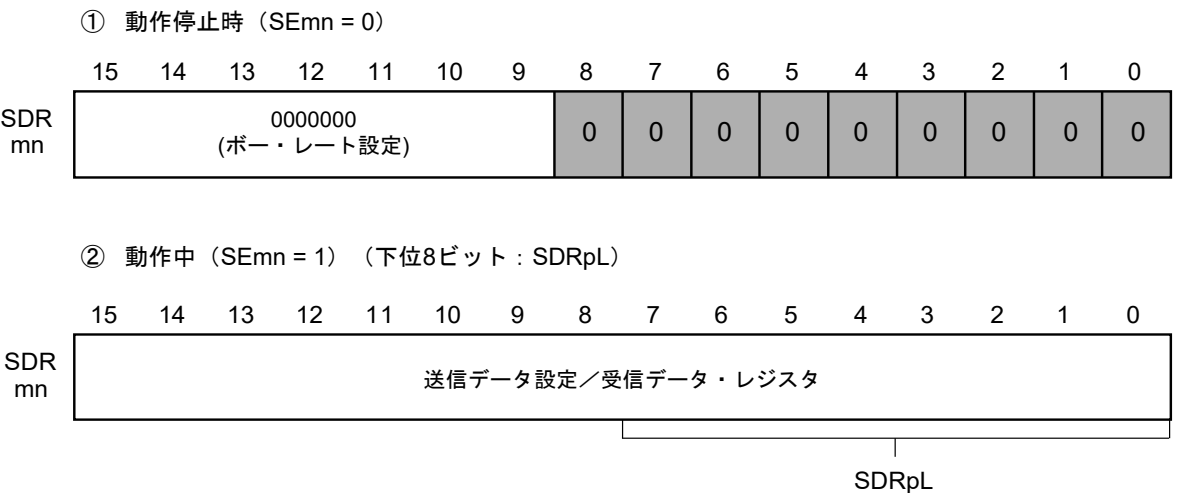 ① 動作停止時（SEmn = 0）
15 14 13 12 11 10 9 8 7 6 5 4 3 2 1 0
SDR
mn
0000000
(ボー・レート設定)
0 0 0 0 0 0 0 0 0
② 動作中（SEmn = 1）（下位8ビット：SDRpL）
15 14 13 12 11 10 9 8 7 6 5 4 3 2 1 0
SDR
mn
送信データ設定／受信データ・レジスタ
SDRpL